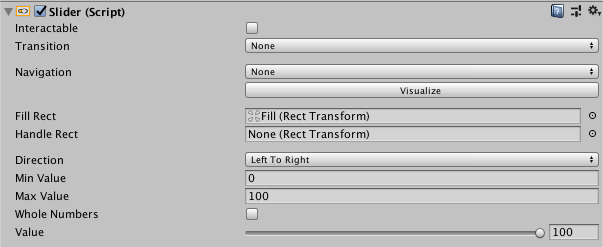 Slider (Script)
Interactable
Transition None
Navigation None
Visualize
Fill Rect Fill (Rect Transform)
Handle Rect None (Rect Transform)
Direction Left To Right
Min Value 0
Max Value 100
Whole Numbers
Value 100